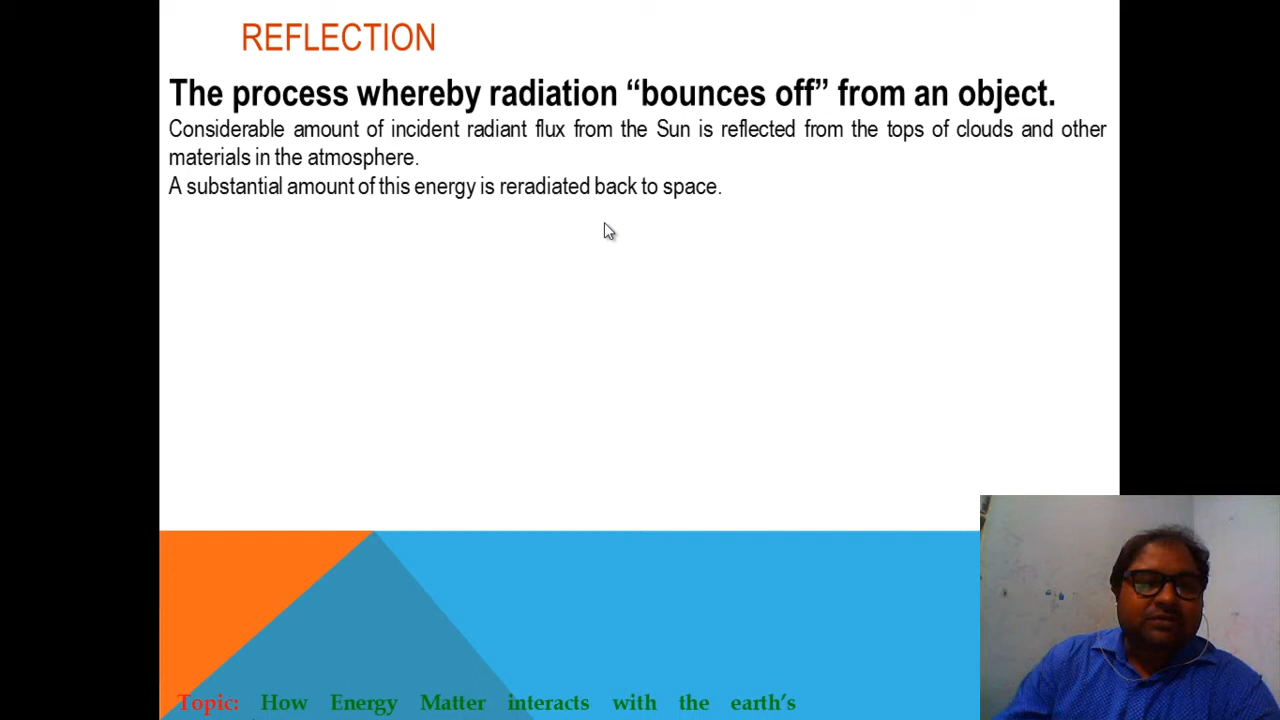 REFLECTION
The process whereby radiation “bounces off” from an object.
Considerable amount of incident radiant flux from the Sun is reflected from the tops of clouds and other
materials in the atmosphere.
A substantial amount of this energy is reradiated back to space.
Topic: How Energy Matter interacts with the earth’s